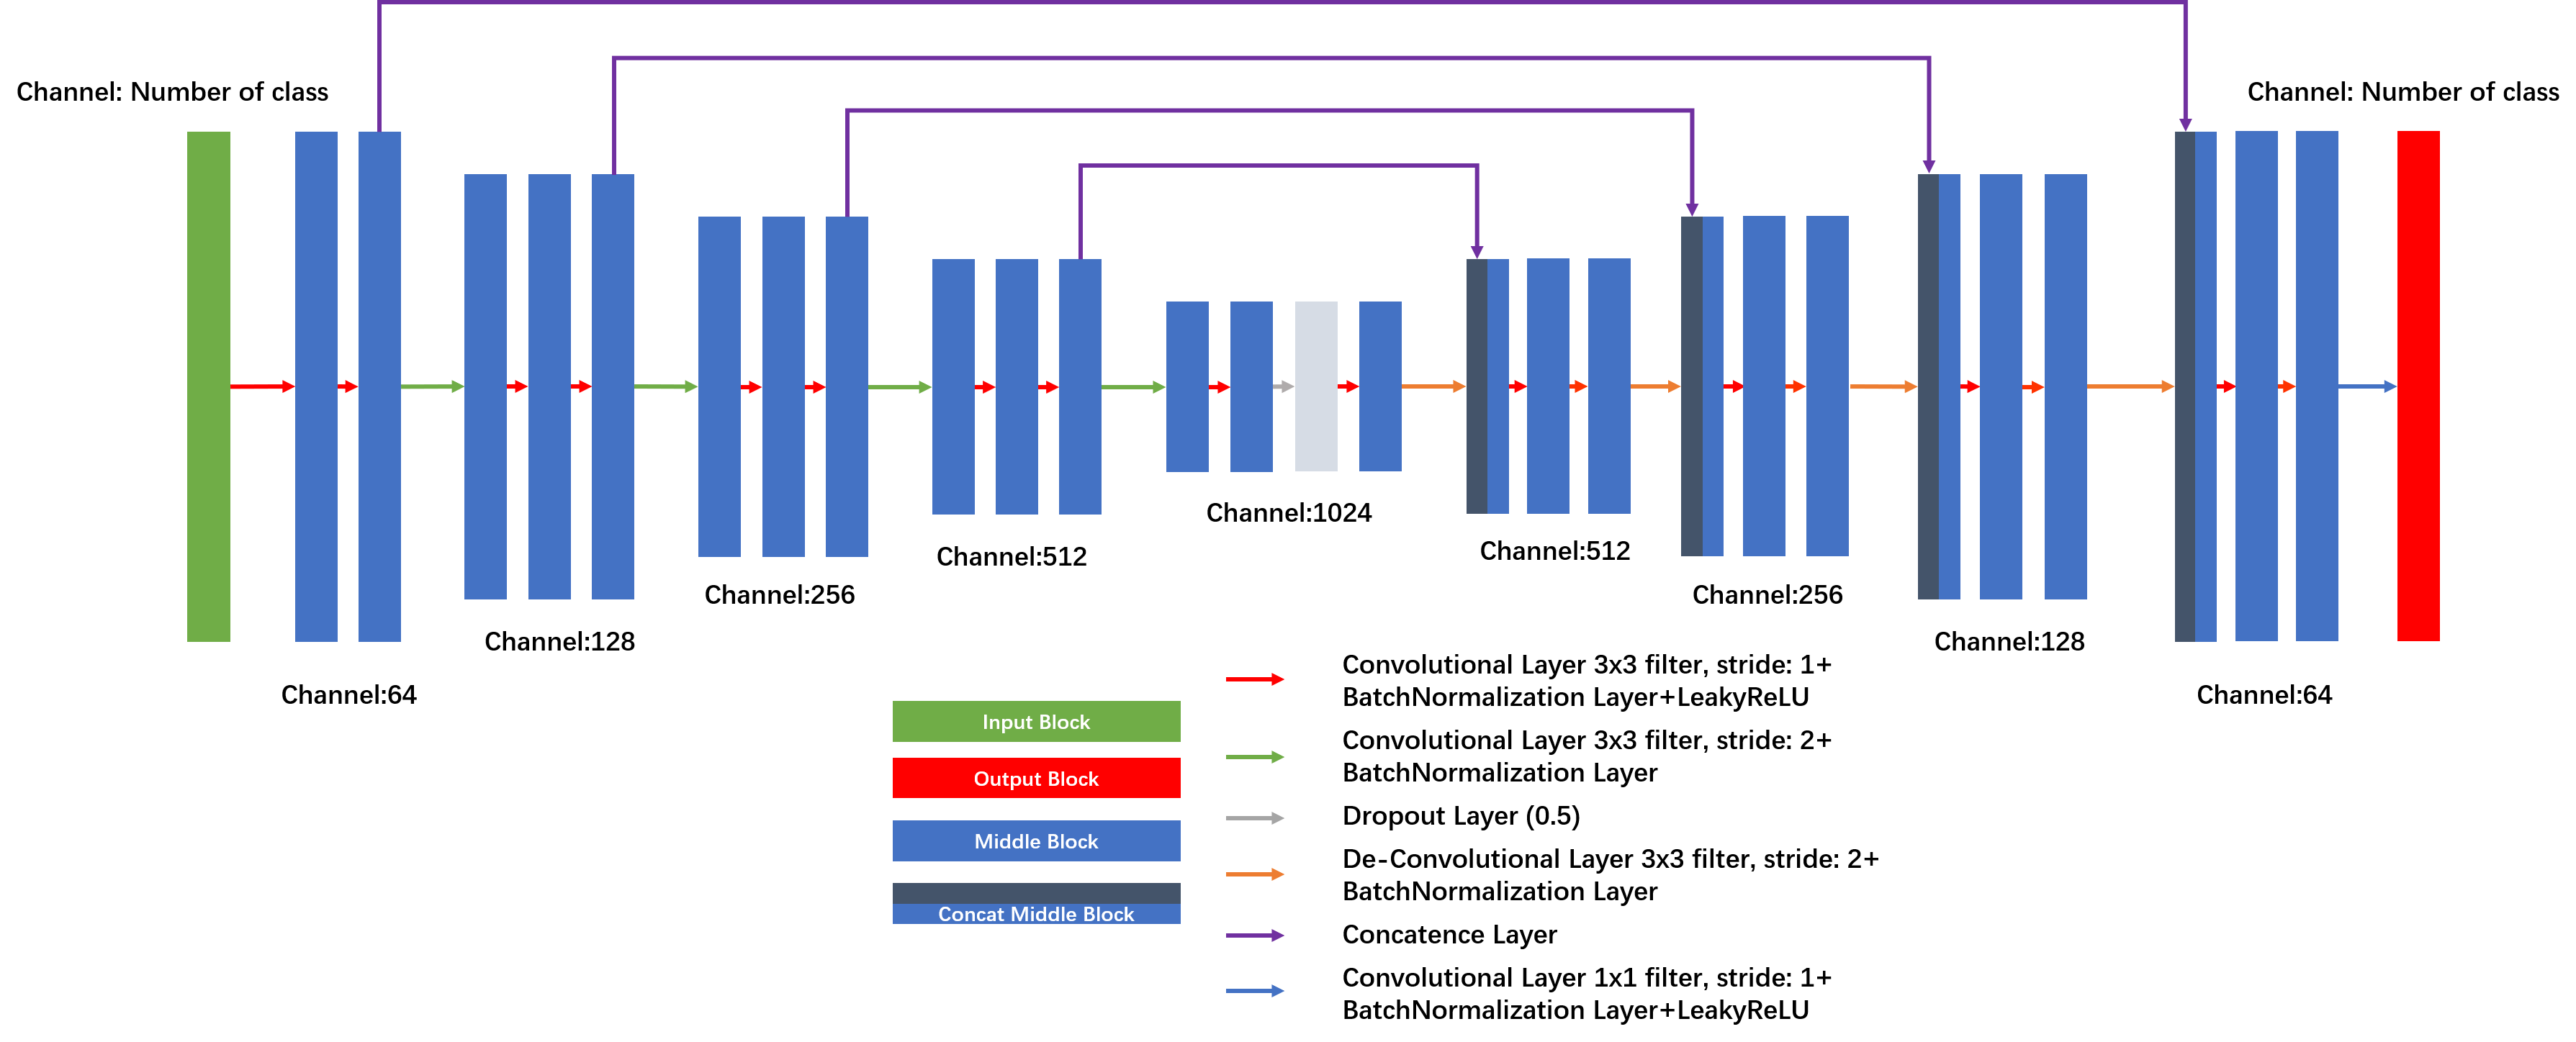 Channel: Number of class
Channel: Number of class
Channel:64
Channel:128
Channel:256
Channel:512
Channel:1024
Channel:512
Channel:256
Channel:128
Channel:64
Input Block
Output Block
Middle Block
Concat Middle Block
Convolutional Layer 3x3 filter, stride: 1+
BatchNormalization Layer+LeakyReLU
Convolutional Layer 3x3 filter, stride: 2+
BatchNormalization Layer
Dropout Layer (0.5)
De-Convolutional Layer 3x3 filter, stride: 2+
BatchNormalization Layer
Concatence Layer
Convolutional Layer 1x1 filter, stride: 1+
BatchNormalization Layer+LeakyReLU